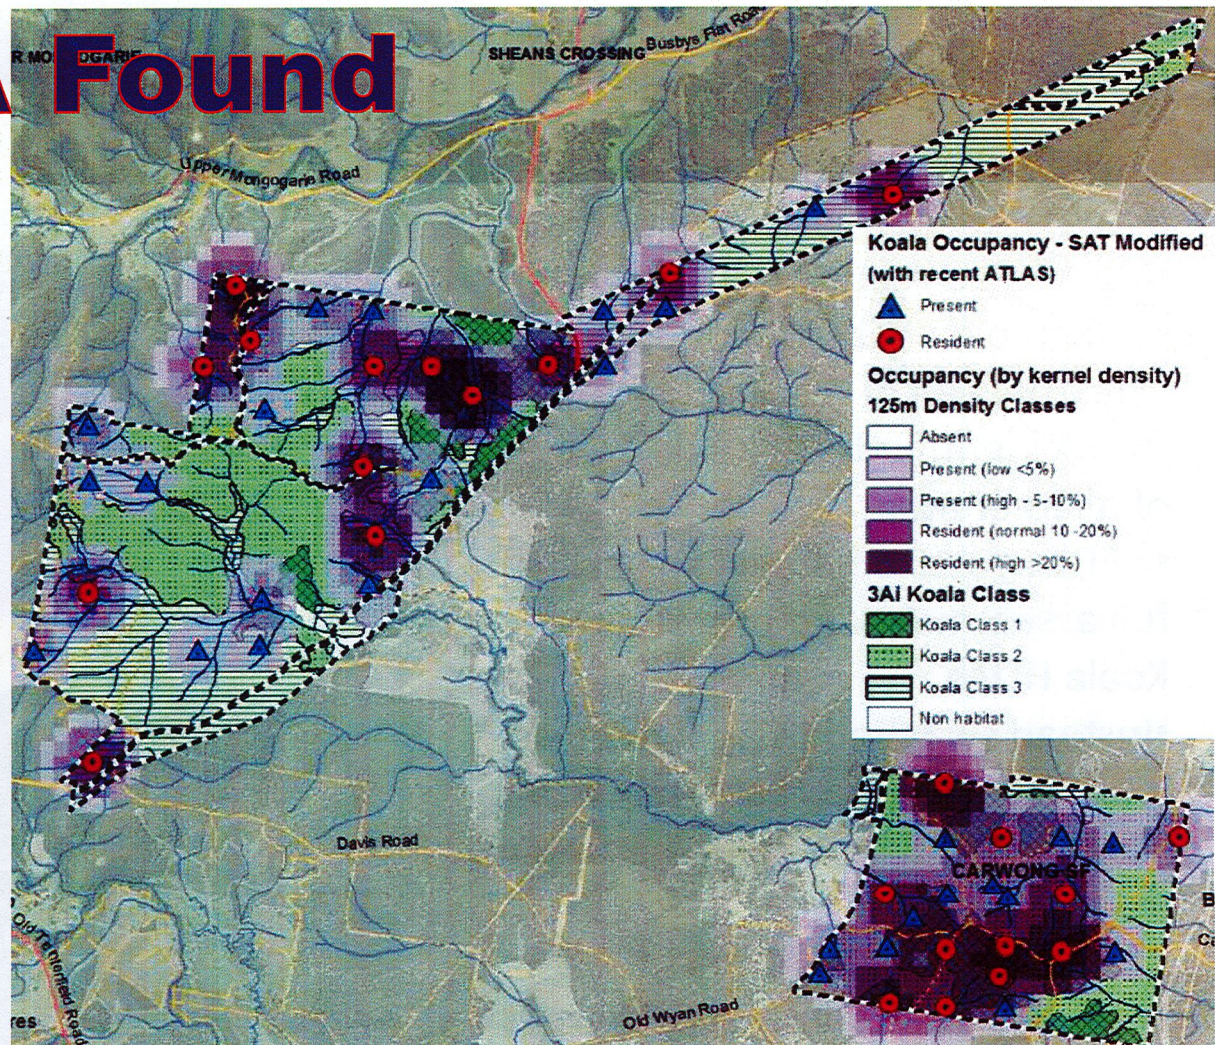 Found
SHEANS CROSSING
Busbys Flat Road
Upper Mongogarie Road
Koala Occupancy - SAT Modified
(with recent ATLAS)
Present
Resident
Occupancy (by kernel density)
125m Density Classes
Absent
Present (low <5%)
Present (high - 5-10%)
Resident (normal 10 -20%)
Resident (high >20%)
3Ai Koala Class
Koala Class 1
Koala Class 2
Koala Class 3
Non habitat
Davis Road
CARWONG SF
Old Tenterfield Road
Old Wyan Road